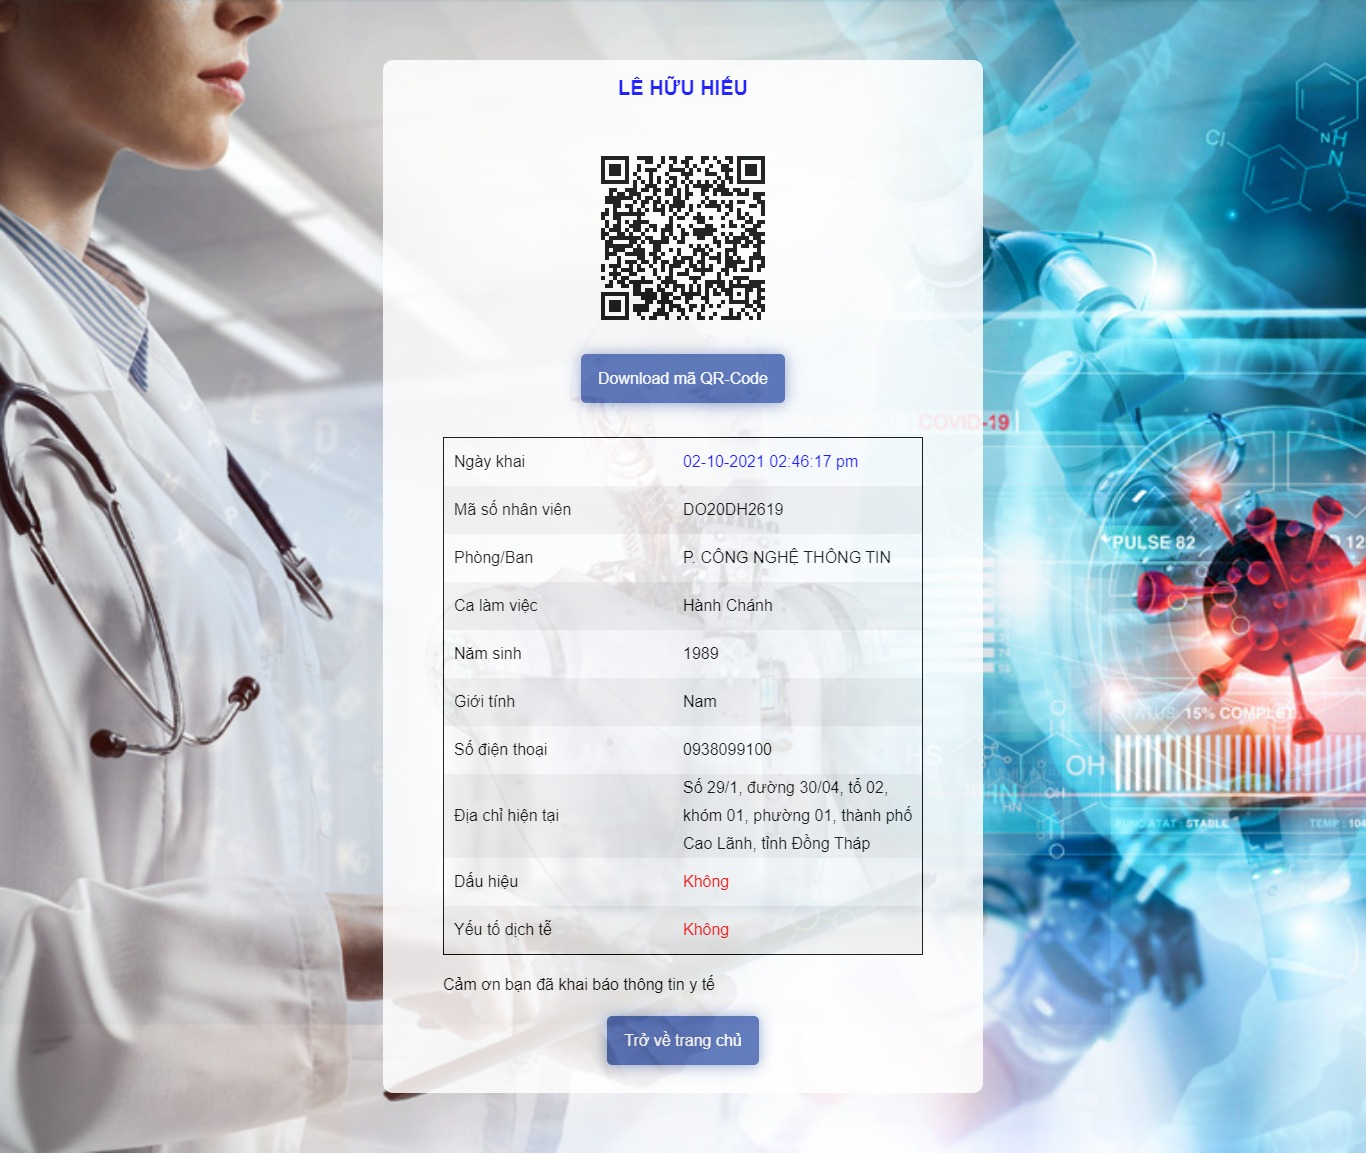 LÊ HỮU HIẾU
Download mã QR-Code
Ngày khai 02-10-2021 02:46:17 pm
Mã số nhân viên DO20DH2619
Phòng/Ban P. CÔNG NGHỆ THÔNG TIN
Ca làm việc Hành Chánh
Năm sinh 1989
Giới tính Nam
Số điện thoại 0938099100
Địa chỉ hiện tại Số 29/1, đường 30/04, tổ 02,
khóm 01, phường 01, thành phố
Cao Lãnh, tỉnh Đồng Tháp
Dấu hiệu Không
Yếu tố dịch tễ Không
Cảm ơn bạn đã khai báo thông tin y tế
Trở về trang chủ
Cl
NH
N
COVID-19
PULSE 82
STATUS 15% COMPLET
HS
OH
OH
HN
STABLE
TEMP : 104